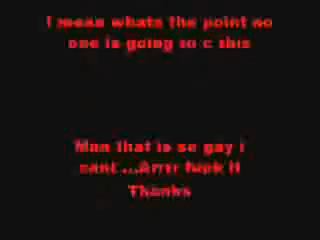 I mean whats the point no
one is going to c this
Man that is so gay i
cant ...Arrr fuck it
Thanks